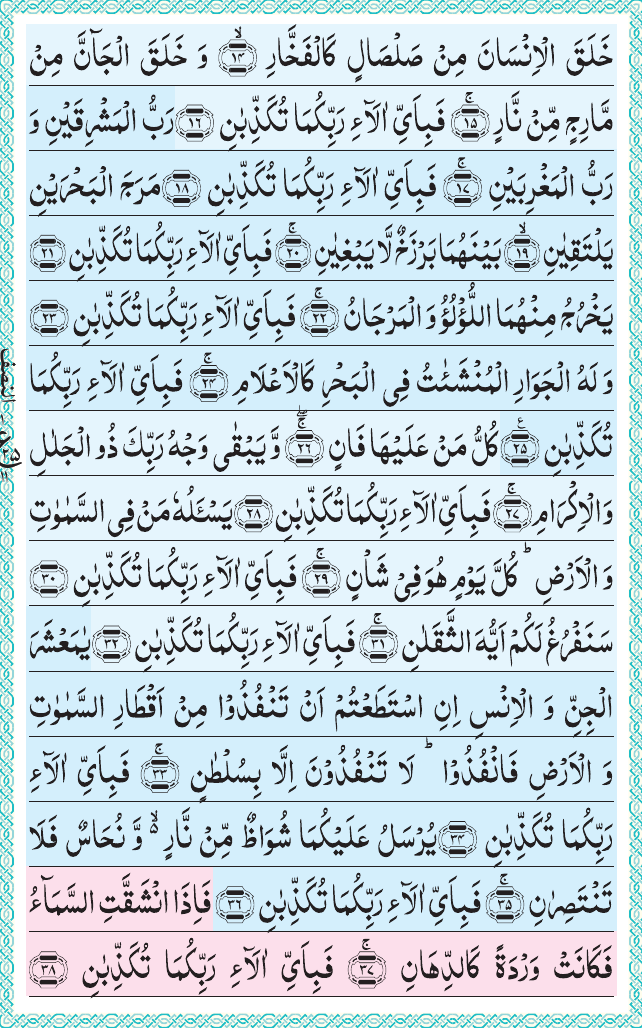 خَلَقَ الْاِنْسَانَ مِنْ صَلْصَالٍ كَالْفَخَّارِ ۙ﴿۱۴﴾ وَ خَلَقَ الْجَآنَّ مِنْ
مَّارِجٍ مِّنْ نَّارٍ ۚ﴿۱۵﴾ فَبِاَیِّ اٰلَآءِ رَبِّكُمَا تُكَذِّبٰنِ ﴿۱۶﴾ رَبُّ الْمَشْرِقَیْنِ وَ
رَبُّ الْمَغْرِبَیْنِ ۚ﴿۱۷﴾ فَبِاَیِّ اٰلَآءِ رَبِّكُمَا تُكَذِّبٰنِ ﴿۱۸﴾ مَرَجَ الْبَحْرَیْنِ
یَلْتَقِیٰنِ ۙ﴿۱۹﴾ بَیْنَهُمَا بَرْزَخٌ لَّا یَبْغِیٰنِ ۚ﴿۲۰﴾ فَبِاَیِّ اٰلَآءِ رَبِّكُمَا تُكَذِّبٰنِ ﴿۲۱﴾
یَخْرُجُ مِنْهُمَا اللُّؤْلُؤُ وَ الْمَرْجَانُ ۚ﴿۲۲﴾ فَبِاَیِّ اٰلَآءِ رَبِّكُمَا تُكَذِّبٰنِ ﴿۲۳﴾
وَ لَهُ الْجَوَارِ الْمُنْشَئٰتُ فِی الْبَحْرِ كَالْاَعْلَامِ ۚ﴿۲۴﴾ فَبِاَیِّ اٰلَآءِ رَبِّكُمَا
تُكَذِّبٰنِ ﴿۲۵﴾ كُلُّ مَنْ عَلَیْهَا فَانٍ ۚۖ﴿۲۶﴾ وَّ یَبْقٰی وَجْهُ رَبِّكَ ذُو الْجَلٰلِ
وَالْاِكْرَامِ ۚ﴿۲۷﴾ فَبِاَیِّ اٰلَآءِ رَبِّكُمَا تُكَذِّبٰنِ ﴿۲۸﴾ یَسْـَٔلُهٗ مَنْ فِی السَّمٰوٰتِ
وَ الْاَرْضِ ؕ كُلَّ یَوْمٍ هُوَ فِیْ شَاْنٍ ۚ﴿۲۹﴾ فَبِاَیِّ اٰلَآءِ رَبِّكُمَا تُكَذِّبٰنِ ﴿۳۰﴾
سَنَفْرُغُ لَكُمْ اَیُّهَ الثَّقَلٰنِ ۚ﴿۳۱﴾ فَبِاَیِّ اٰلَآءِ رَبِّكُمَا تُكَذِّبٰنِ ﴿۳۲﴾ یٰمَعْشَرَ
الْجِنِّ وَ الْاِنْسِ اِنِ اسْتَطَعْتُمْ اَنْ تَنْفُذُوْا مِنْ اَقْطَارِ السَّمٰوٰتِ
وَ الْاَرْضِ فَانْفُذُوْا ؕ لَا تَنْفُذُوْنَ اِلَّا بِسُلْطٰنٍ ۚ﴿۳۳﴾ فَبِاَیِّ اٰلَآءِ
رَبِّكُمَا تُكَذِّبٰنِ ﴿۳۴﴾ یُرْسَلُ عَلَیْكُمَا شُوَاظٌ مِّنْ نَّارٍ ۙ۬ وَّ نُحَاسٌ فَلَا
تَنْتَصِرٰنِ ۚ﴿۳۵﴾ فَبِاَیِّ اٰلَآءِ رَبِّكُمَا تُكَذِّبٰنِ ﴿۳۶﴾ فَاِذَا انْشَقَّتِ السَّمَآءُ
فَكَانَتْ وَرْدَةً كَالدِّهَانِ ۚ﴿۳۷﴾ فَبِاَیِّ اٰلَآءِ رَبِّكُمَا تُكَذِّبٰنِ ﴿۳۸﴾